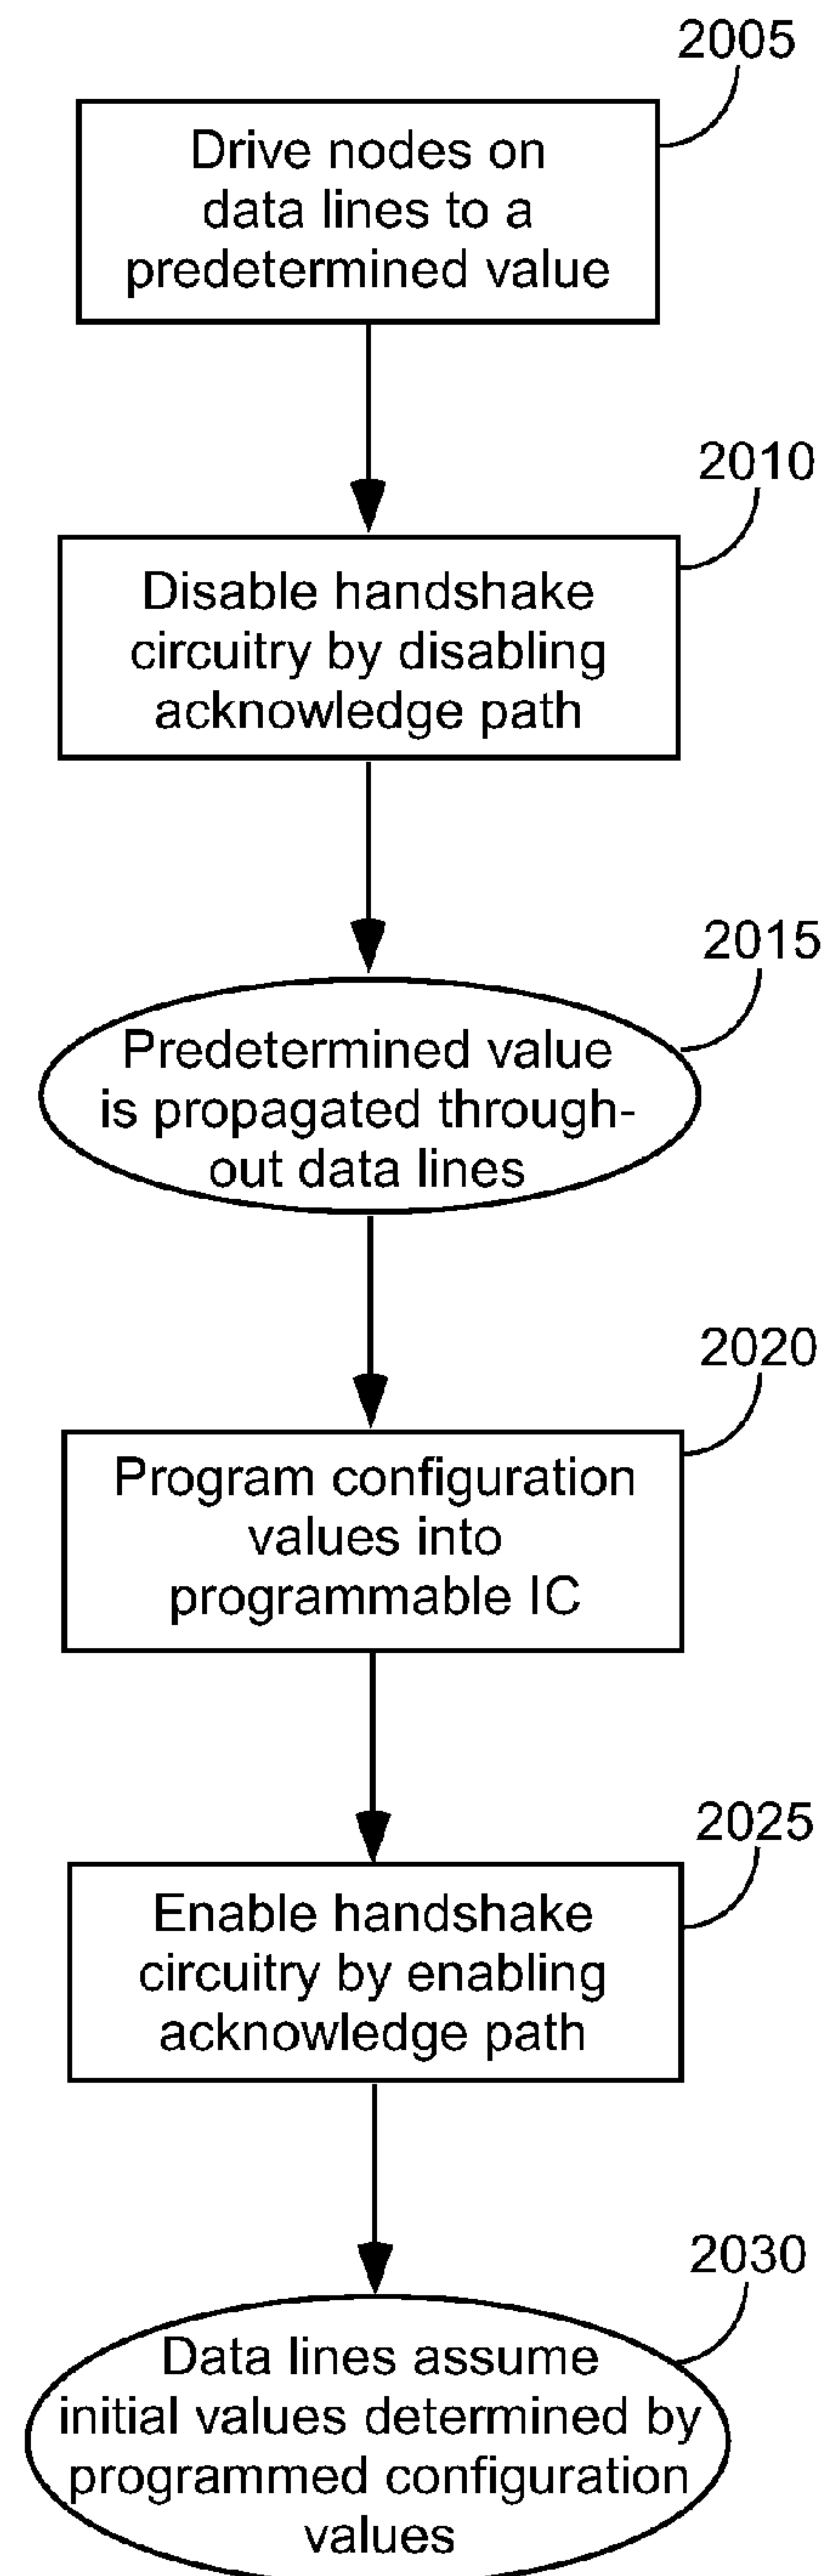 2005
Drive nodes on
data lines to a
predetermined value
2010
Disable handshake
circuitry by disabling
acknowledge path
2015
Predetermined value
is propagated through-
out data lines
2020
Program configuration
values into
programmable IC
2025
Enable handshake
circuitry by enabling
acknowledge path
2030
Data lines assume
initial values determined by
programmed configuration
values